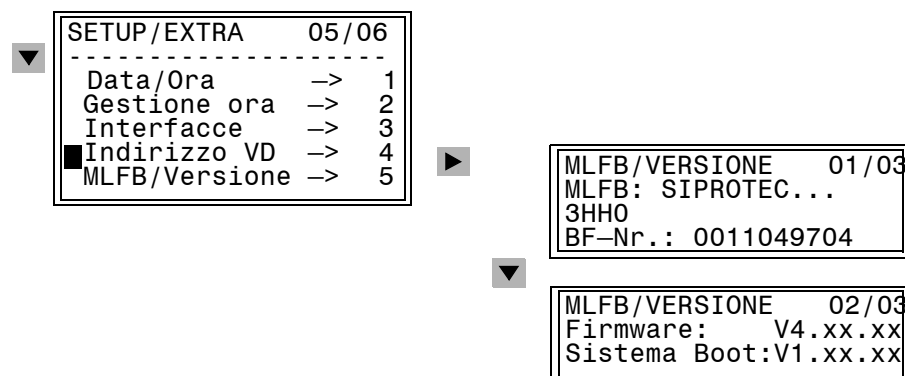 SETUP/EXTRA 05/06
---------------------
Data/Ora —> 1
Gestione ora —> 2
Interfacce —> 3
Indirizzo VD —> 4
MLFB/Versione —> 5
MLFB/VERSIONE 01/03
MLFB: SIPROTEC...
3HH0
BF—Nr.: 0011049704
MLFB/VERSIONE 02/03
Firmware: V4.xx.xx
Sistema Boot:V1.xx.xx